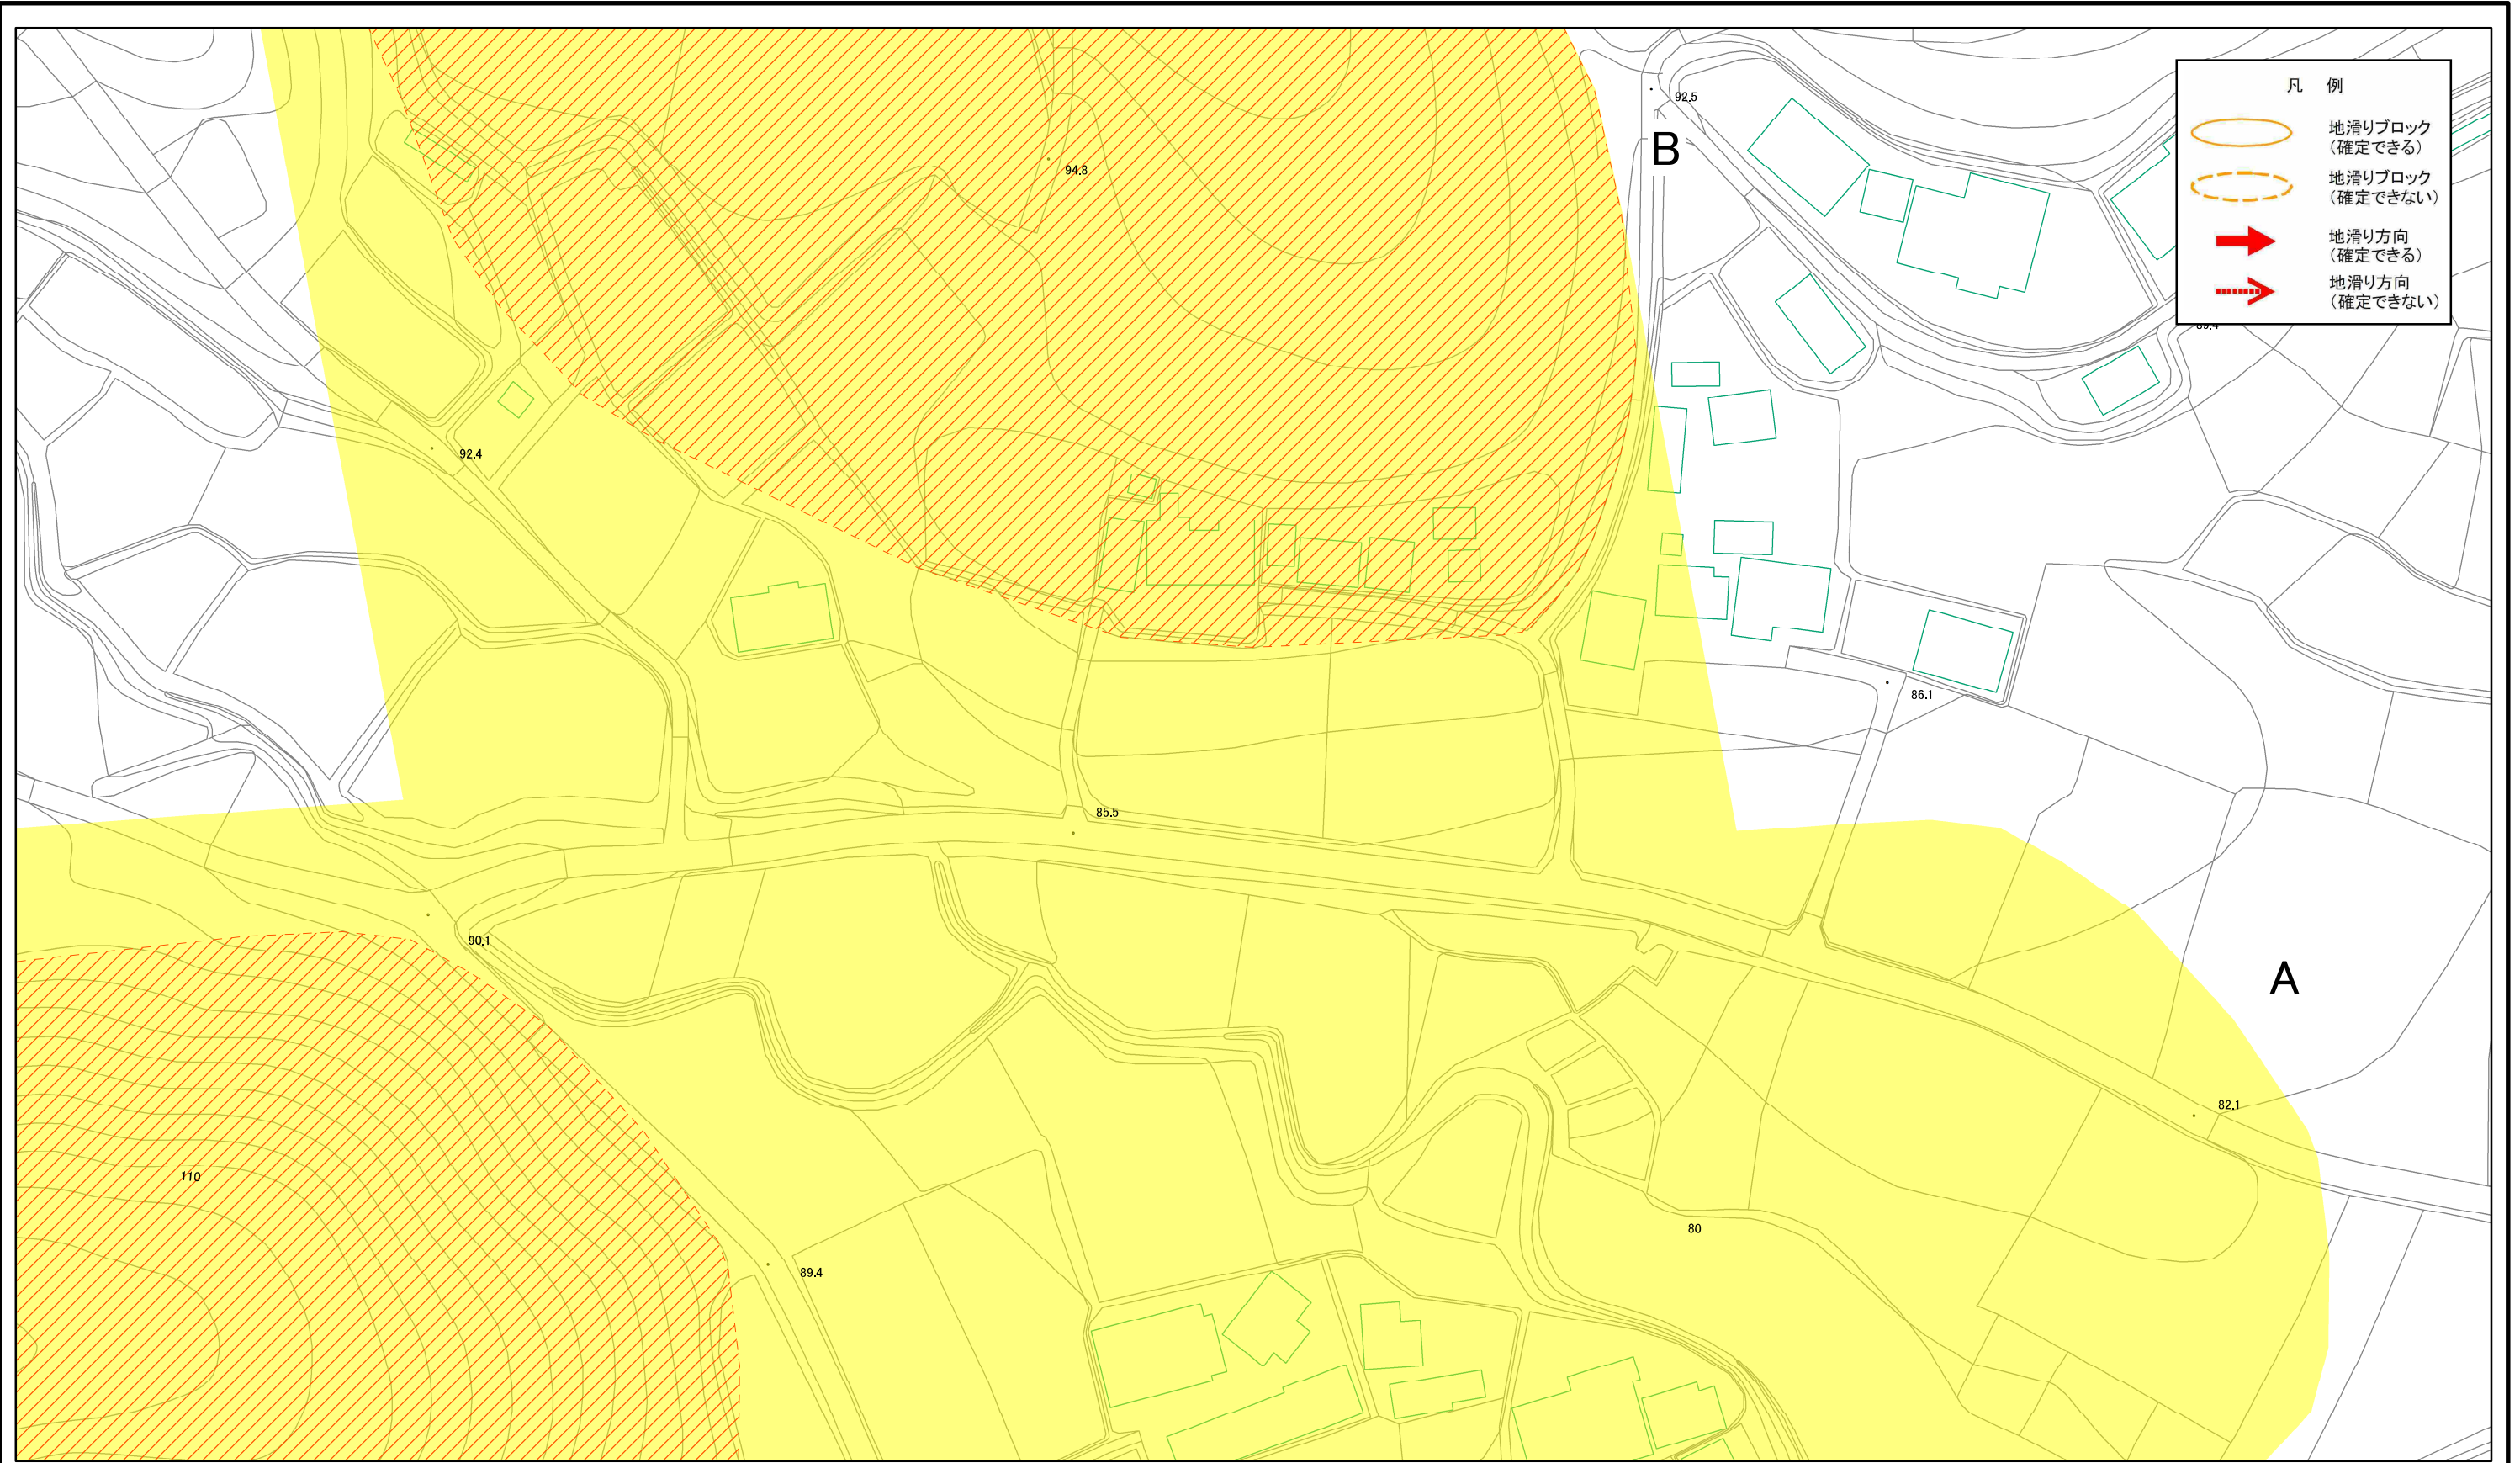 凡 例
地滑りブロック
（確定できる）
地滑りブロック
（確定できない）
地滑り方向
（確定できる）
地滑り方向
（確定できない）
92.5
B
94.8
89.4
92.4
86.1
85.5
90.1
A
82.1
110
80
89.4